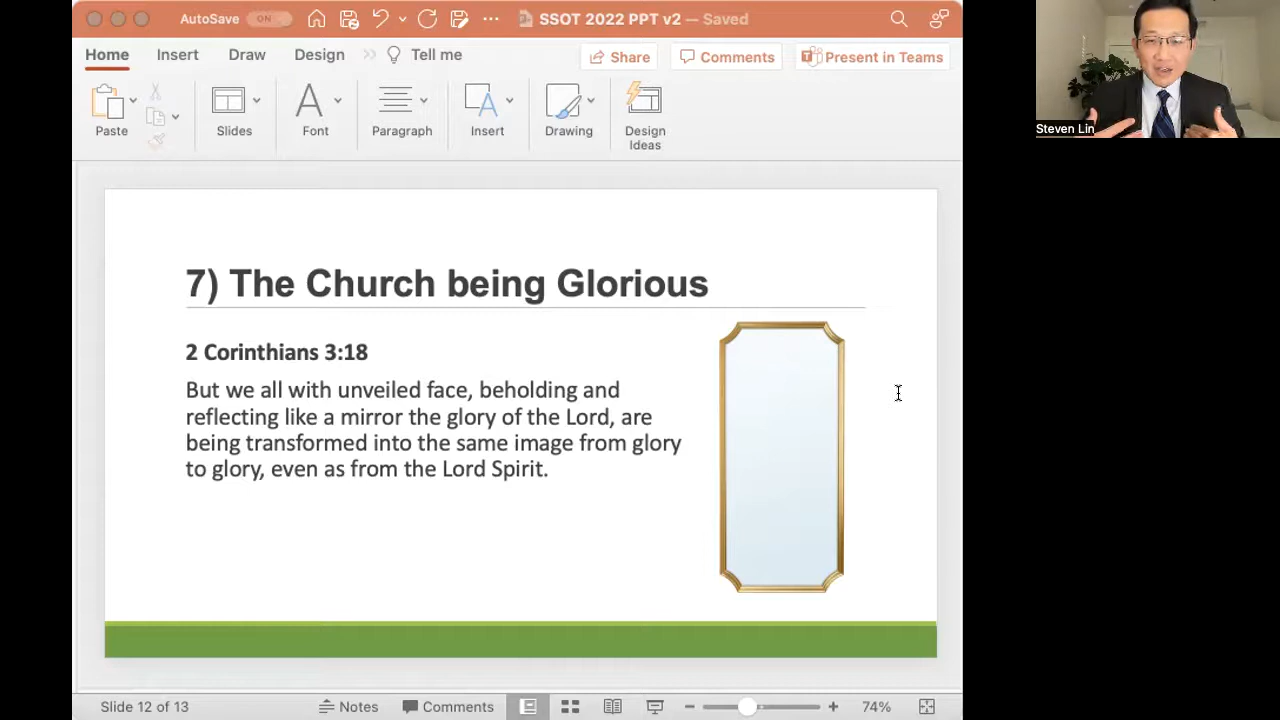 AutoSave ON SSOT 2022 PPT v2 — Saved
Home Insert Draw Design Tell me Share Comments Present in Teams
Paste Slides Font Paragraph Insert Drawing Design
Ideas
Steven Lin
7) The Church being Glorious
2 Corinthians 3:18
But we all with unveiled face, beholding and
reflecting like a mirror the glory of the Lord, are
being transformed into the same image from glory
to glory, even as from the Lord Spirit.
Slide 12 of 13 Notes Comments 74%